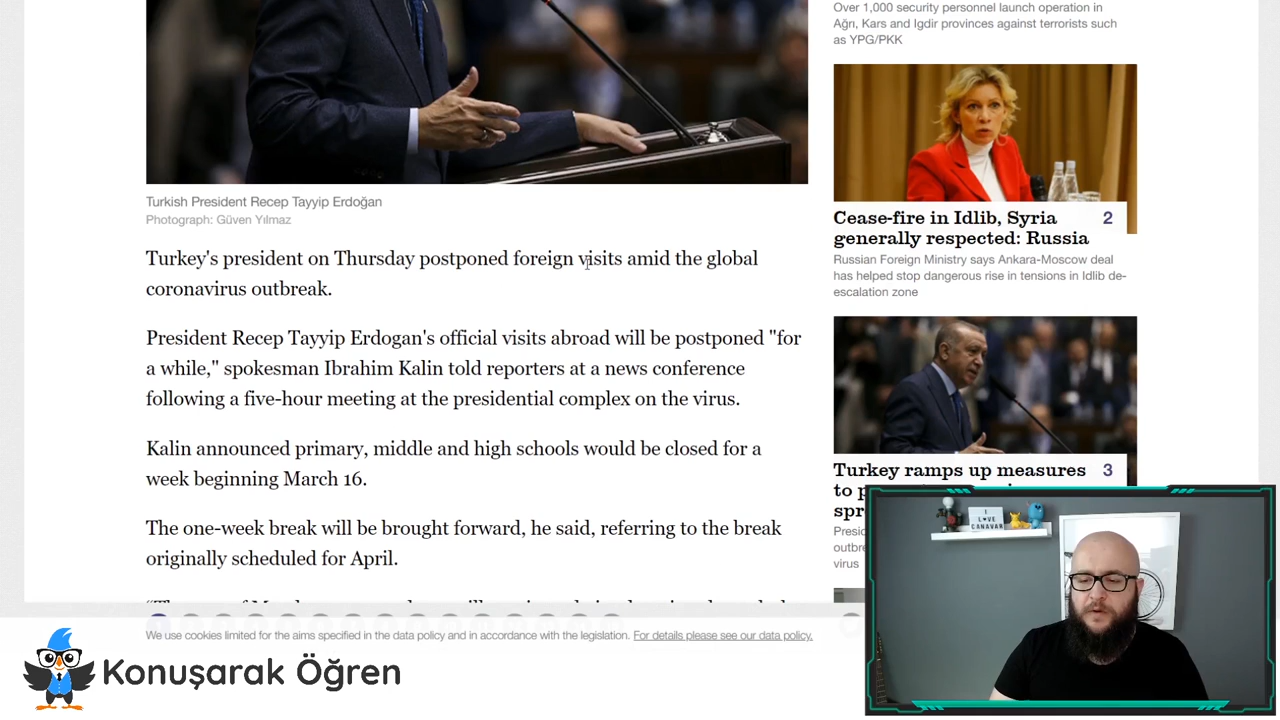 Over 1,000 security personnel launch operation in
Ağrı, Kars and Igdir provinces against terrorists such
as YPG/PKK
Turkish President Recep Tayyip Erdoğan
Photograph: Güven Yılmaz
Turkey's president on Thursday postponed foreign visits amid the global
coronavirus outbreak.
President Recep Tayyip Erdogan's official visits abroad will be postponed "for
a while," spokesman Ibrahim Kalin told reporters at a news conference
following a five-hour meeting at the presidential complex on the virus.
Kalin announced primary, middle and high schools would be closed for a
week beginning March 16.
The one-week break will be brought forward, he said, referring to the break
originally scheduled for April.
Cease-fire in Idlib, Syria 2
generally respected: Russia
Russian Foreign Ministry says Ankara-Moscow deal
has helped stop dangerous rise in tensions in Idlib de-
escalation zone
Turkey ramps up measures 3
to
spr
Presi
outbre
virus
I
L♥VE
CANAVAR
We use cookies limited for the aims specified in the data policy and in accordance with the legislation. For details please see our data policy.
Konuşarak Öğren